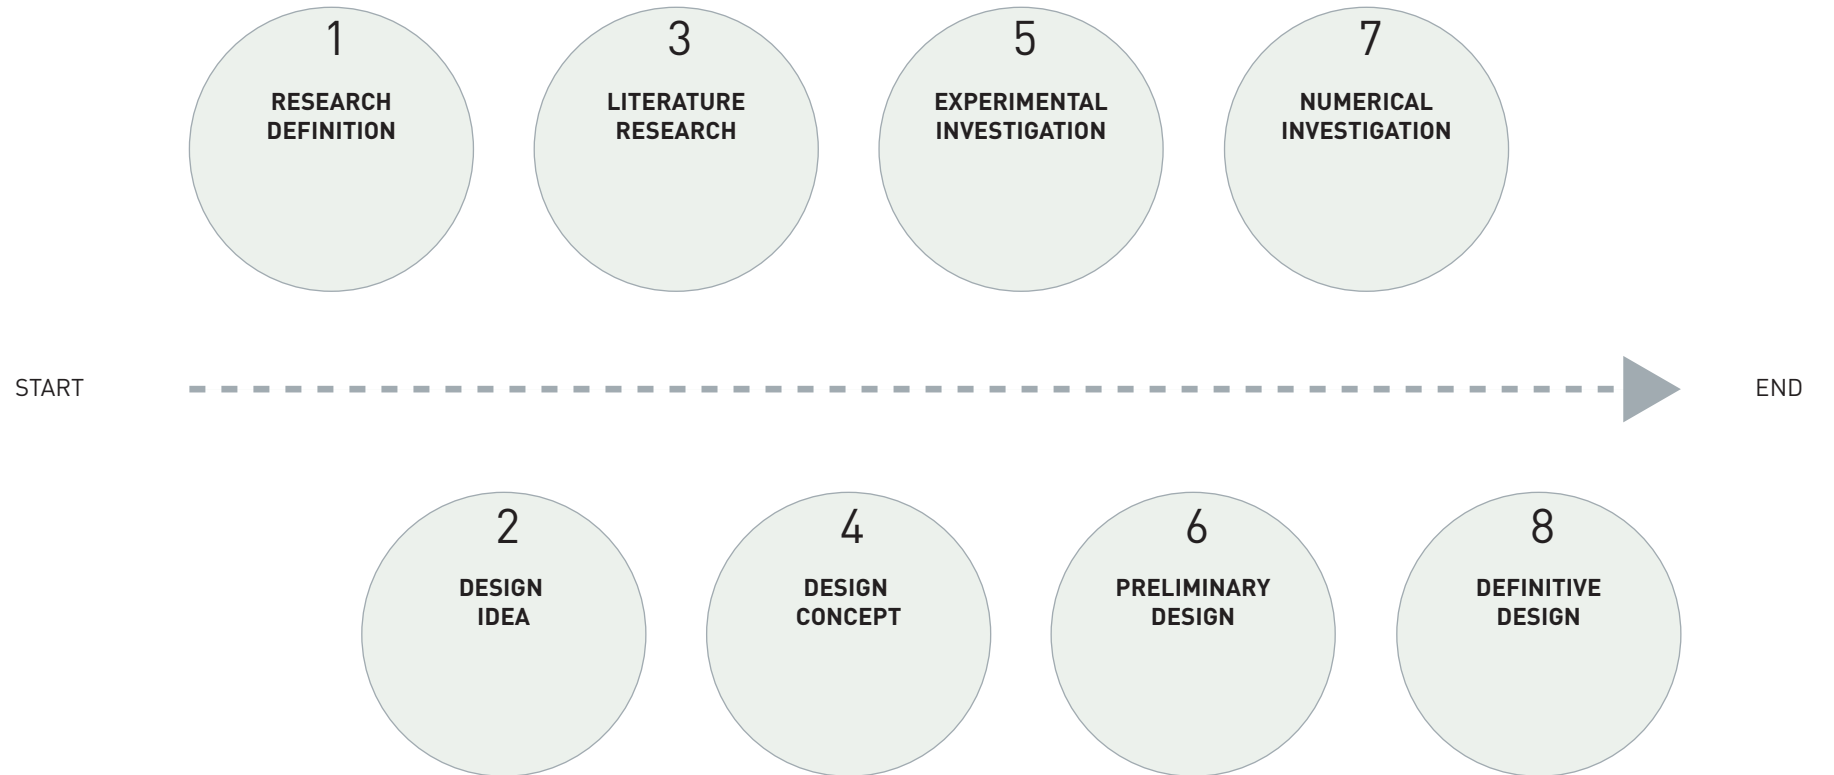 1
RESEARCH
DEFINITION
3
LITERATURE
RESEARCH
5
EXPERIMENTAL
INVESTIGATION
7
NUMERICAL
INVESTIGATION
START
END
2
DESIGN
IDEA
4
DESIGN
CONCEPT
6
PRELIMINARY
DESIGN
8
DEFINITIVE
DESIGN